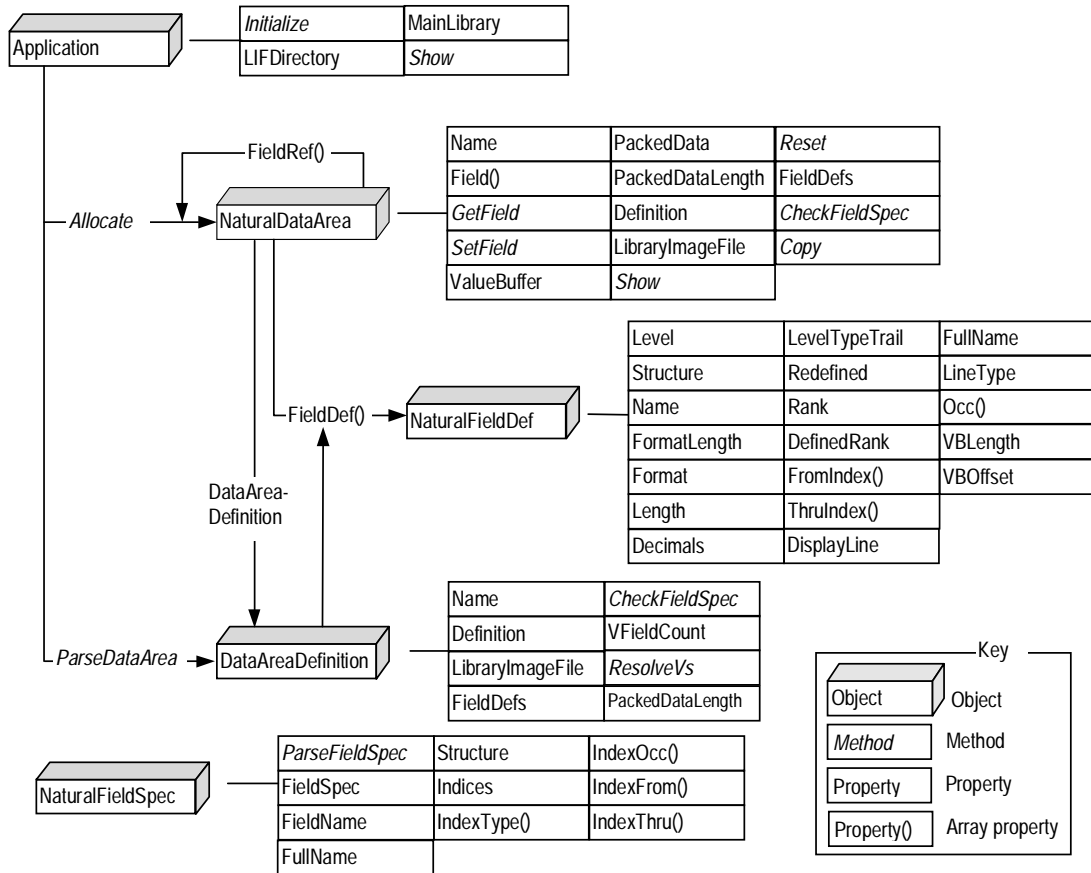 Application
Initialize MainLibrary
LIFDirectory Show
FieldRef()
Allocate
NaturalDataArea
Name PackedData Reset
Field() PackedDataLength FieldDefs
GetField Definition CheckFieldSpec
SetField LibraryImageFile Copy
ValueBuffer Show
FieldDef()
NaturalFieldDef
Level LevelTypeTrail FullName
Structure Redefined LineType
Name Rank Occ()
FormatLength DefinedRank VBLength
Format FromIndex() VBOffset
Length ThruIndex()
Decimals DisplayLine
DataArea-
Definition
ParseDataArea
DataAreaDefinition
Name CheckFieldSpec
Definition VFieldCount
LibraryImageFile ResolveVs
FieldDefs PackedDataLength
NaturalFieldSpec
ParseFieldSpec Structure IndexOcc()
FieldSpec Indices IndexFrom()
FieldName IndexType() IndexThru()
FullName
Key
Object Object
Method Method
Property Property
Property() Array property